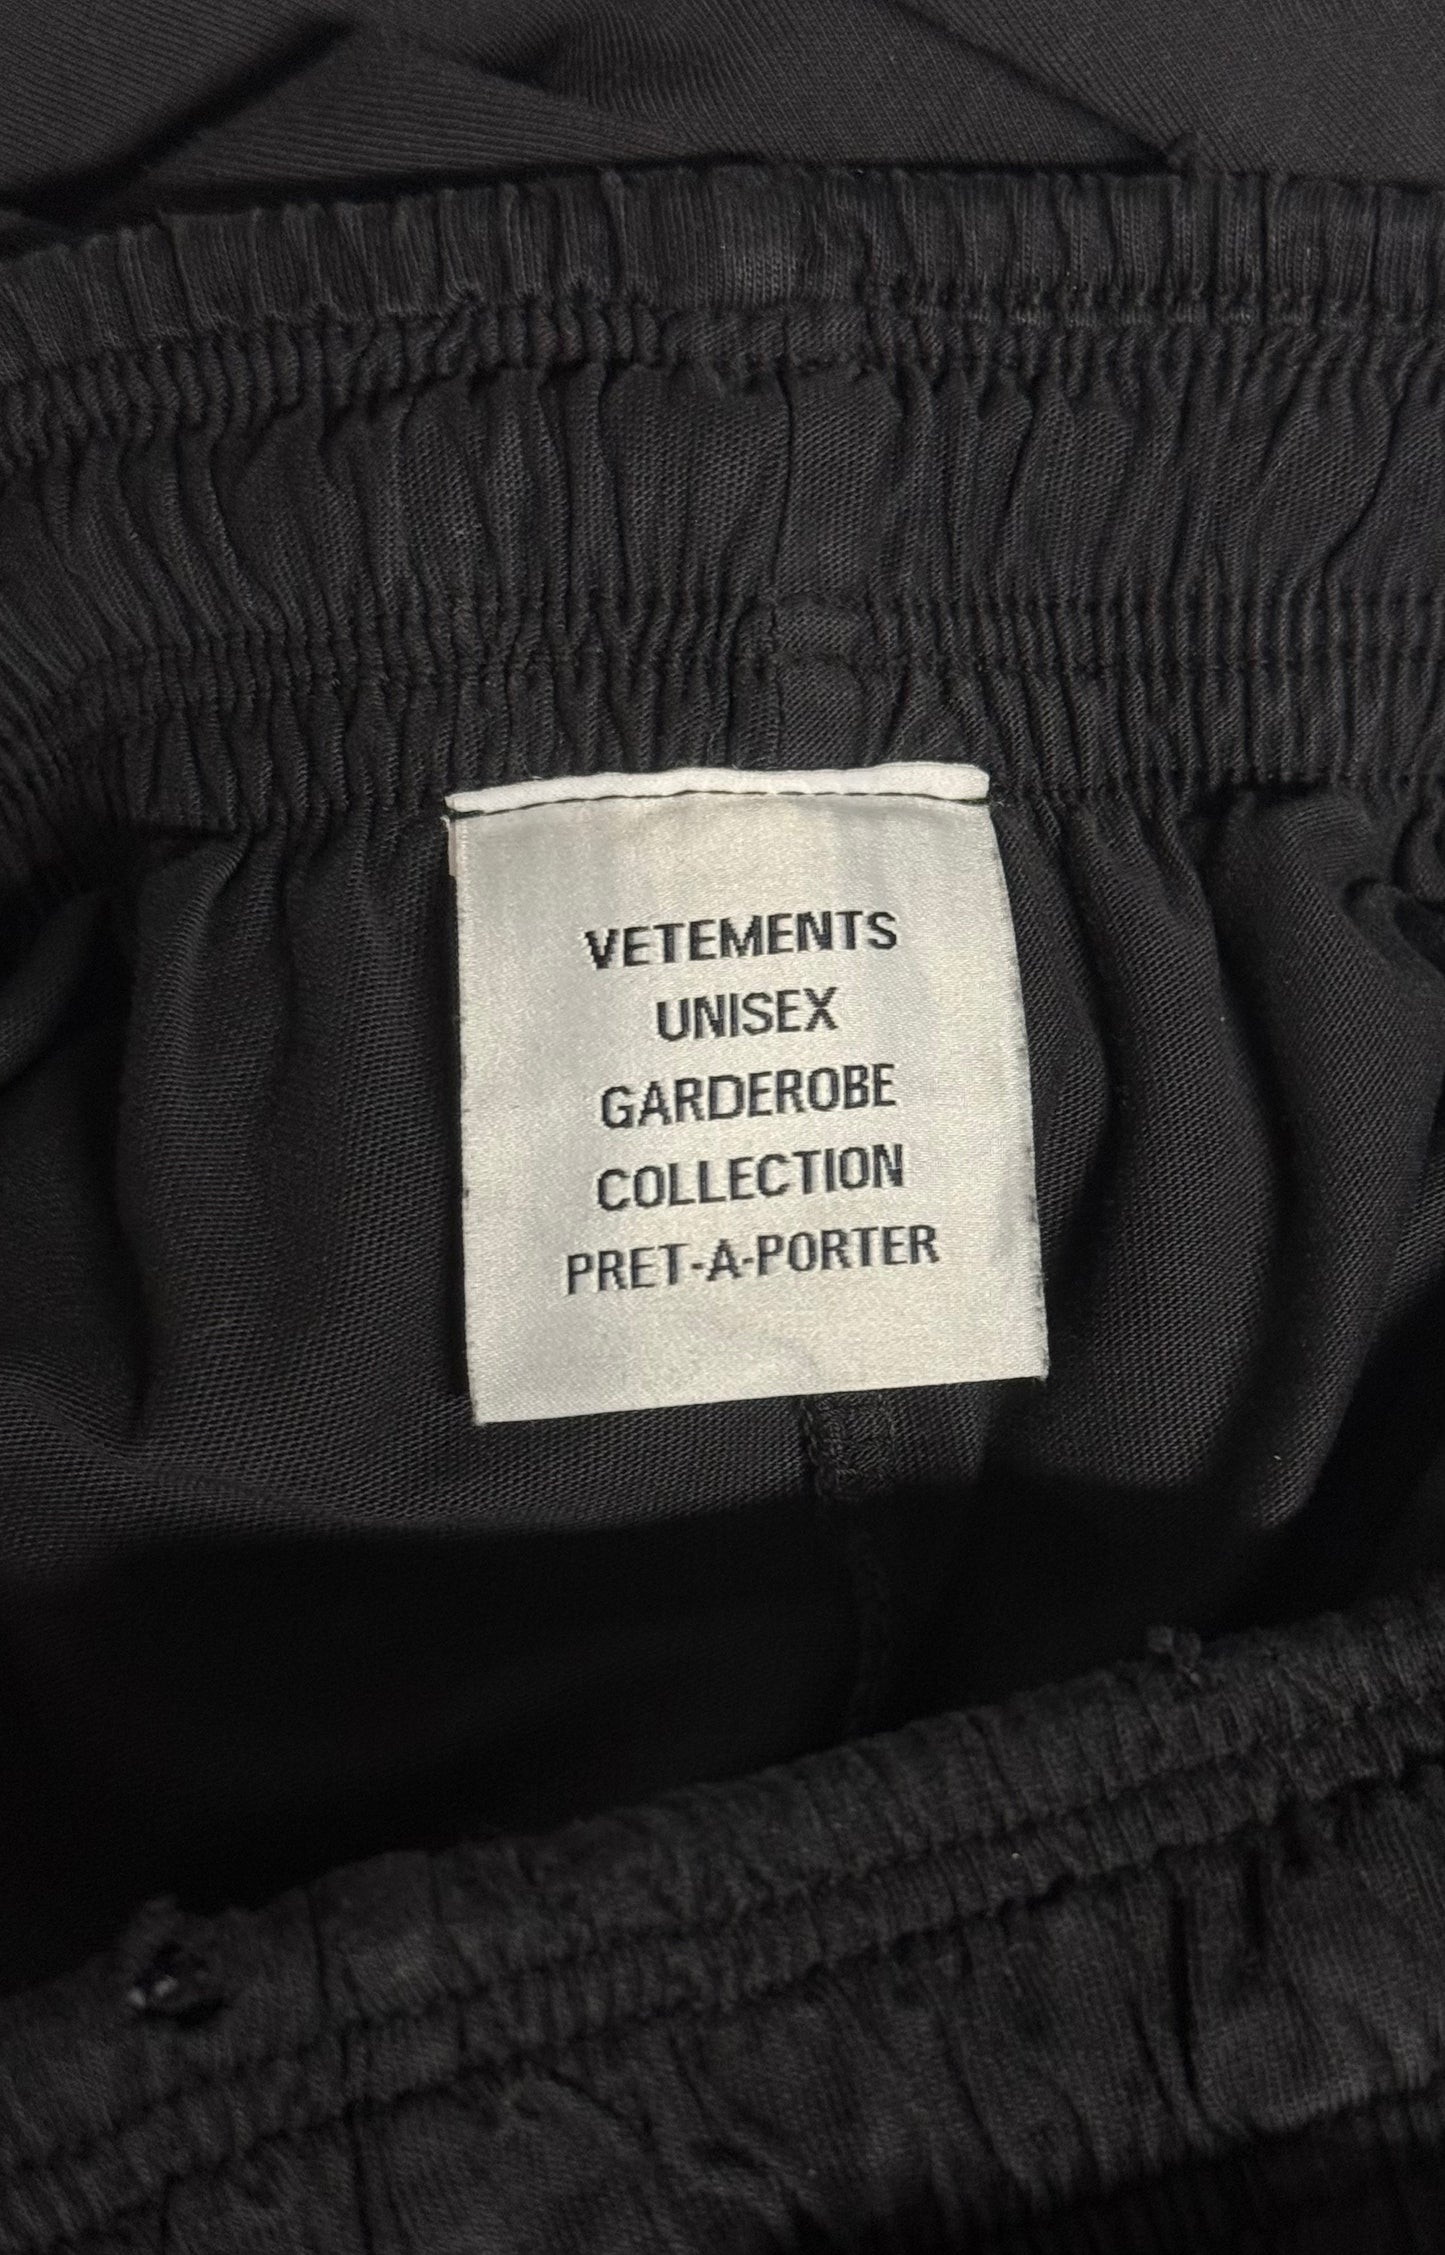 VETEMENTS
UNISEX
GARDEROBE
COLLECTION
PRET-A-PORTER